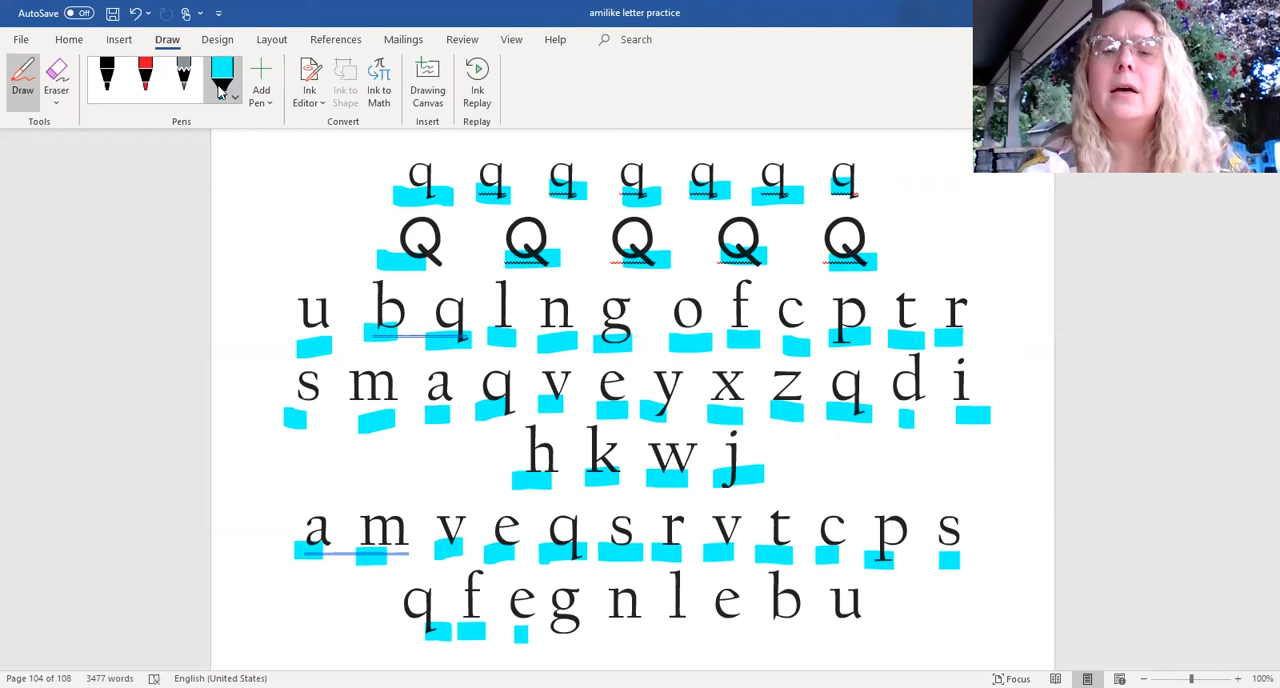 AutoSave Off amilike letter practice
File Home Insert Draw Design Layout References Mailings Review View Help Search
Draw Eraser Add Pen Ink Editor Ink to Shape Ink to Math Drawing Canvas Ink Replay
Tools Pens Convert Insert Replay
q q q q q q q
Q Q Q Q Q
u b q l n g o f c p t r
s m a q v e y x z q d i
h k w j
a m v e q s r v t c p s
q f e g n l e b u
Page 104 of 108 3477 words English (United States) Focus 100%